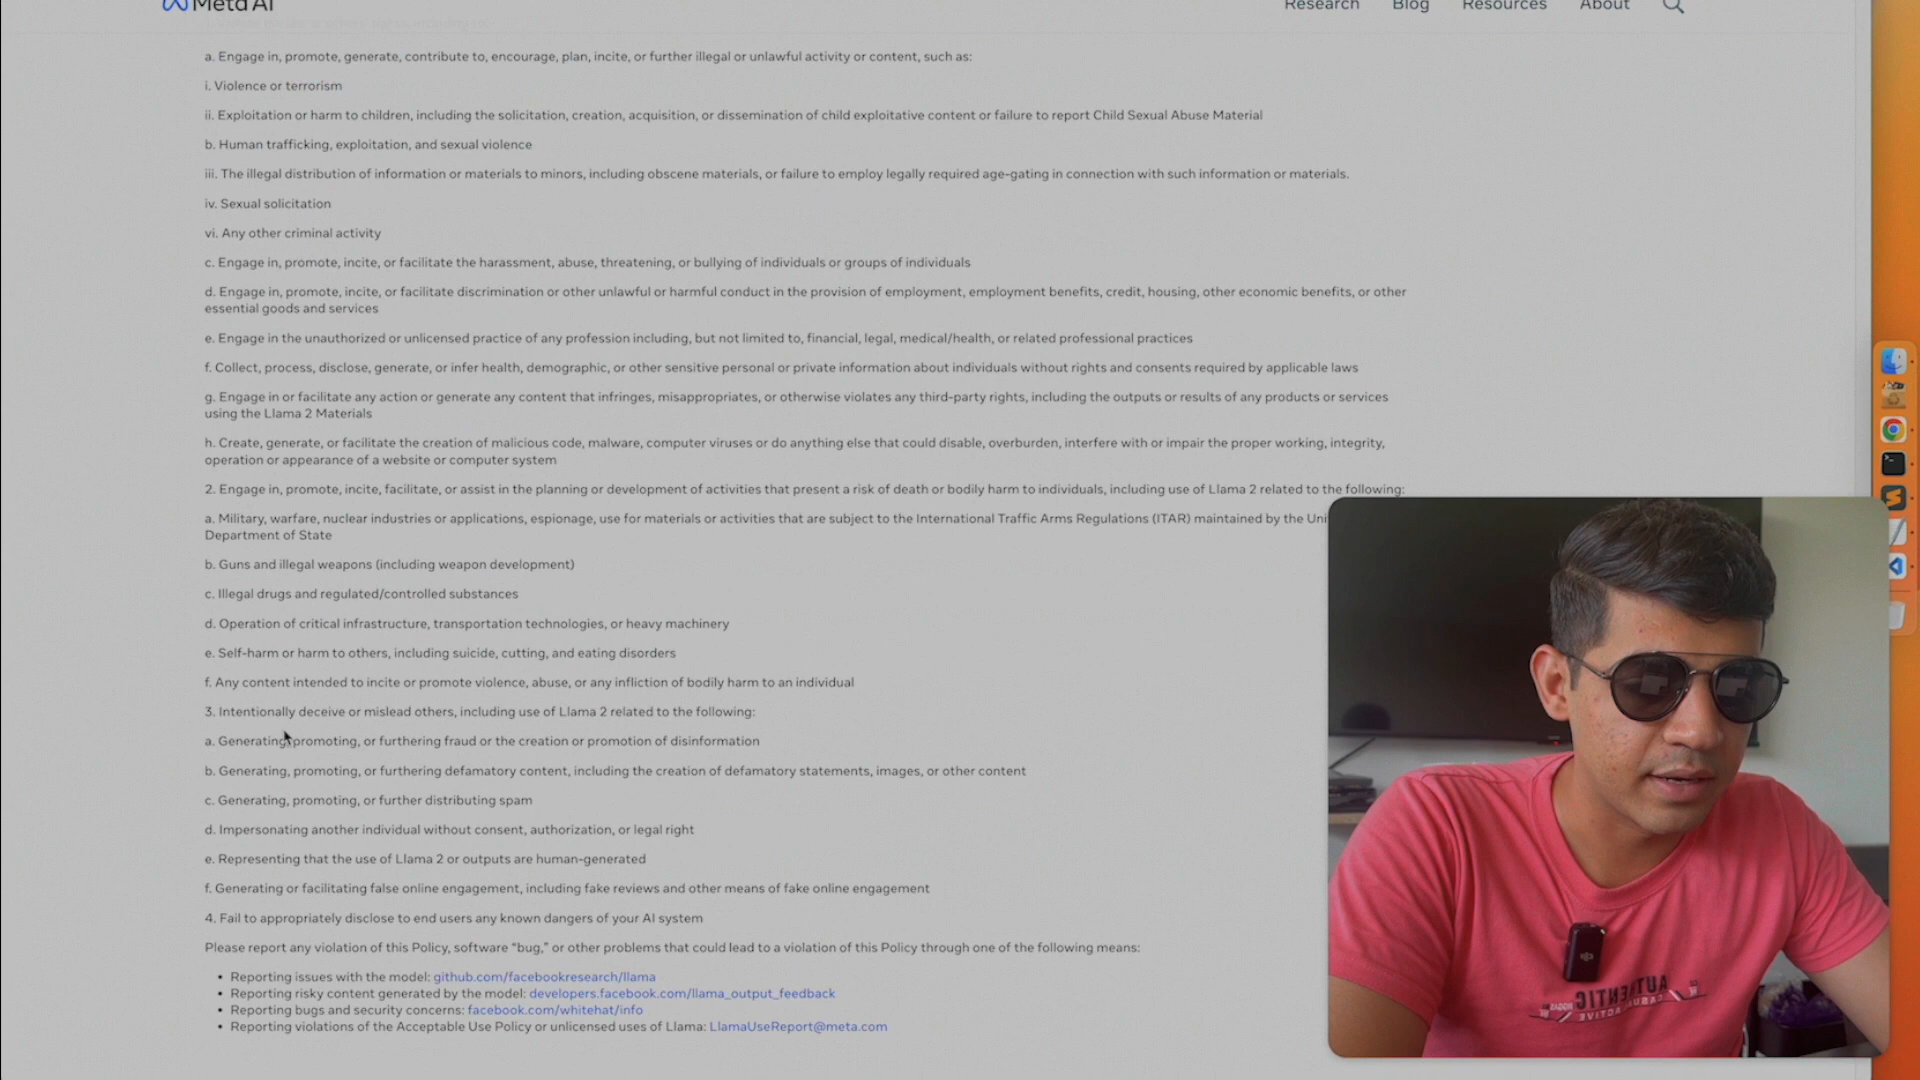 Meta AI
Research
Blog
Resources
About
a. Engage in, promote, generate, contribute to, encourage, plan, incite, or further illegal or unlawful activity or content, such as:
i. Violence or terrorism
ii. Exploitation or harm to children, including the solicitation, creation, acquisition, or dissemination of child exploitative content or failure to report Child Sexual Abuse Material
b. Human trafficking, exploitation, and sexual violence
iii. The illegal distribution of information or materials to minors, including obscene materials, or failure to employ legally required age-gating in connection with such information or materials.
iv. Sexual solicitation
vi. Any other criminal activity
c. Engage in, promote, incite, or facilitate the harassment, abuse, threatening, or bullying of individuals or groups of individuals
d. Engage in, promote, incite, or facilitate discrimination or other unlawful or harmful conduct in the provision of employment, employment benefits, credit, housing, other economic benefits, or other
essential goods and services
e. Engage in the unauthorized or unlicensed practice of any profession including, but not limited to, financial, legal, medical/health, or related professional practices
f. Collect, process, disclose, generate, or infer health, demographic, or other sensitive personal or private information about individuals without rights and consents required by applicable laws
g. Engage in or facilitate any action or generate any content that infringes, misappropriates, or otherwise violates any third-party rights, including the outputs or results of any products or services
using the Llama 2 Materials
h. Create, generate, or facilitate the creation of malicious code, malware, computer viruses or do anything else that could disable, overburden, interfere with or impair the proper working, integrity,
operation or appearance of a website or computer system
2. Engage in, promote, incite, facilitate, or assist in the planning or development of activities that present a risk of death or bodily harm to individuals, including use of Llama 2 related to the following:
a. Military, warfare, nuclear industries or applications, espionage, use for materials or activities that are subject to the International Traffic Arms Regulations (ITAR) maintained by the Uni
Department of State
b. Guns and illegal weapons (including weapon development)
c. Illegal drugs and regulated/controlled substances
d. Operation of critical infrastructure, transportation technologies, or heavy machinery
e. Self-harm or harm to others, including suicide, cutting, and eating disorders
f. Any content intended to incite or promote violence, abuse, or any infliction of bodily harm to an individual
3. Intentionally deceive or mislead others, including use of Llama 2 related to the following:
a. Generating, promoting, or furthering fraud or the creation or promotion of disinformation
b. Generating, promoting, or furthering defamatory content, including the creation of defamatory statements, images, or other content
c. Generating, promoting, or further distributing spam
d. Impersonating another individual without consent, authorization, or legal right
e. Representing that the use of Llama 2 or outputs are human-generated
f. Generating or facilitating false online engagement, including fake reviews and other means of fake online engagement
4. Fail to appropriately disclose to end users any known dangers of your AI system
Please report any violation of this Policy, software “bug,” or other problems that could lead to a violation of this Policy through one of the following means:
• Reporting issues with the model: github.com/facebookresearch/llama
• Reporting risky content generated by the model: developers.facebook.com/llama_output_feedback
• Reporting bugs and security concerns: facebook.com/whitehat/info
• Reporting violations of the Acceptable Use Policy or unlicensed uses of Llama: LlamaUseReport@meta.com
AUTHENTIC